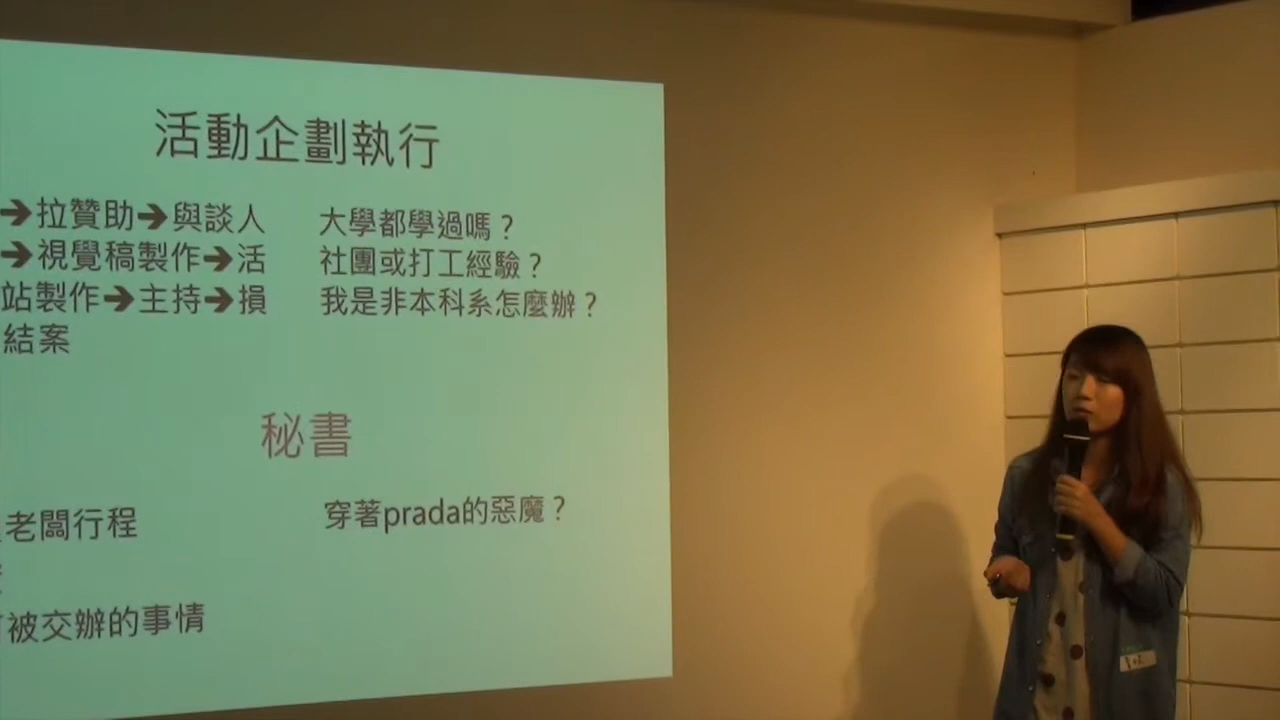 活動企劃執行
➔拉贊助➔與談人
➔視覺稿製作➔活
站製作➔主持➔損
結案
大學都學過嗎？
社團或打工經驗？
我是非本科系怎麼辦？
秘書
老闆行程
被交辦的事情
穿著prada的惡魔？